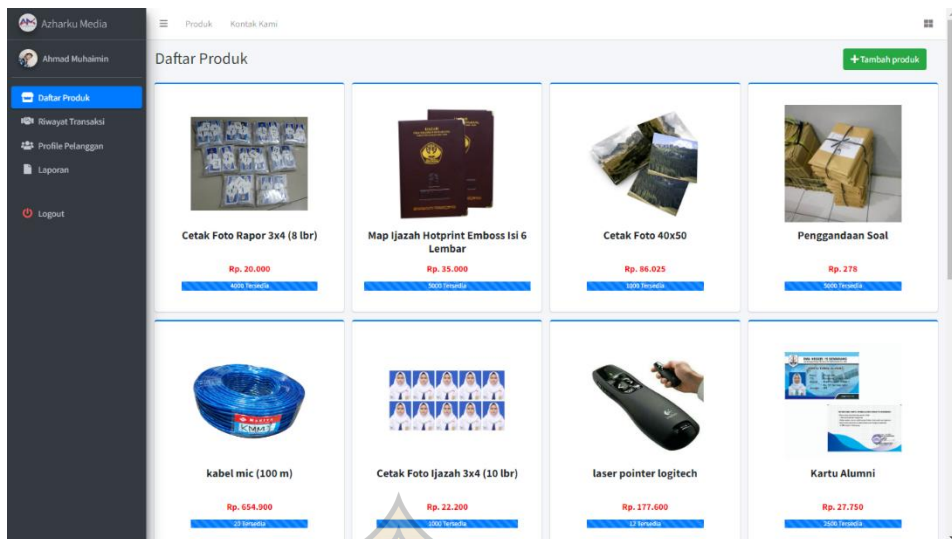 Azharku Media
Produk Kontak Kami
Ahmad Muhaimin
Daftar Produk
Riwayat Transaksi
Profile Pelanggan
Laporan
Logout
Daftar Produk
+ Tambah produk
Cetak Foto Rapor 3x4 (8 lbr)
Rp. 20.000
4000 Tersedia
Map Ijazah Hotprint Emboss Isi 6
Lembar
Rp. 35.000
5000 Tersedia
Cetak Foto 40x50
Rp. 86.025
1000 Tersedia
Penggandaan Soal
Rp. 278
5000 Tersedia
kabel mic (100 m)
Rp. 654.900
Tersedia
Cetak Foto Ijazah 3x4 (10 lbr)
Rp. 22.200
1000 Tersedia
laser pointer logitech
Rp. 177.600
Tersedia
Kartu Alumni
Rp. 27.750
2500 Tersedia